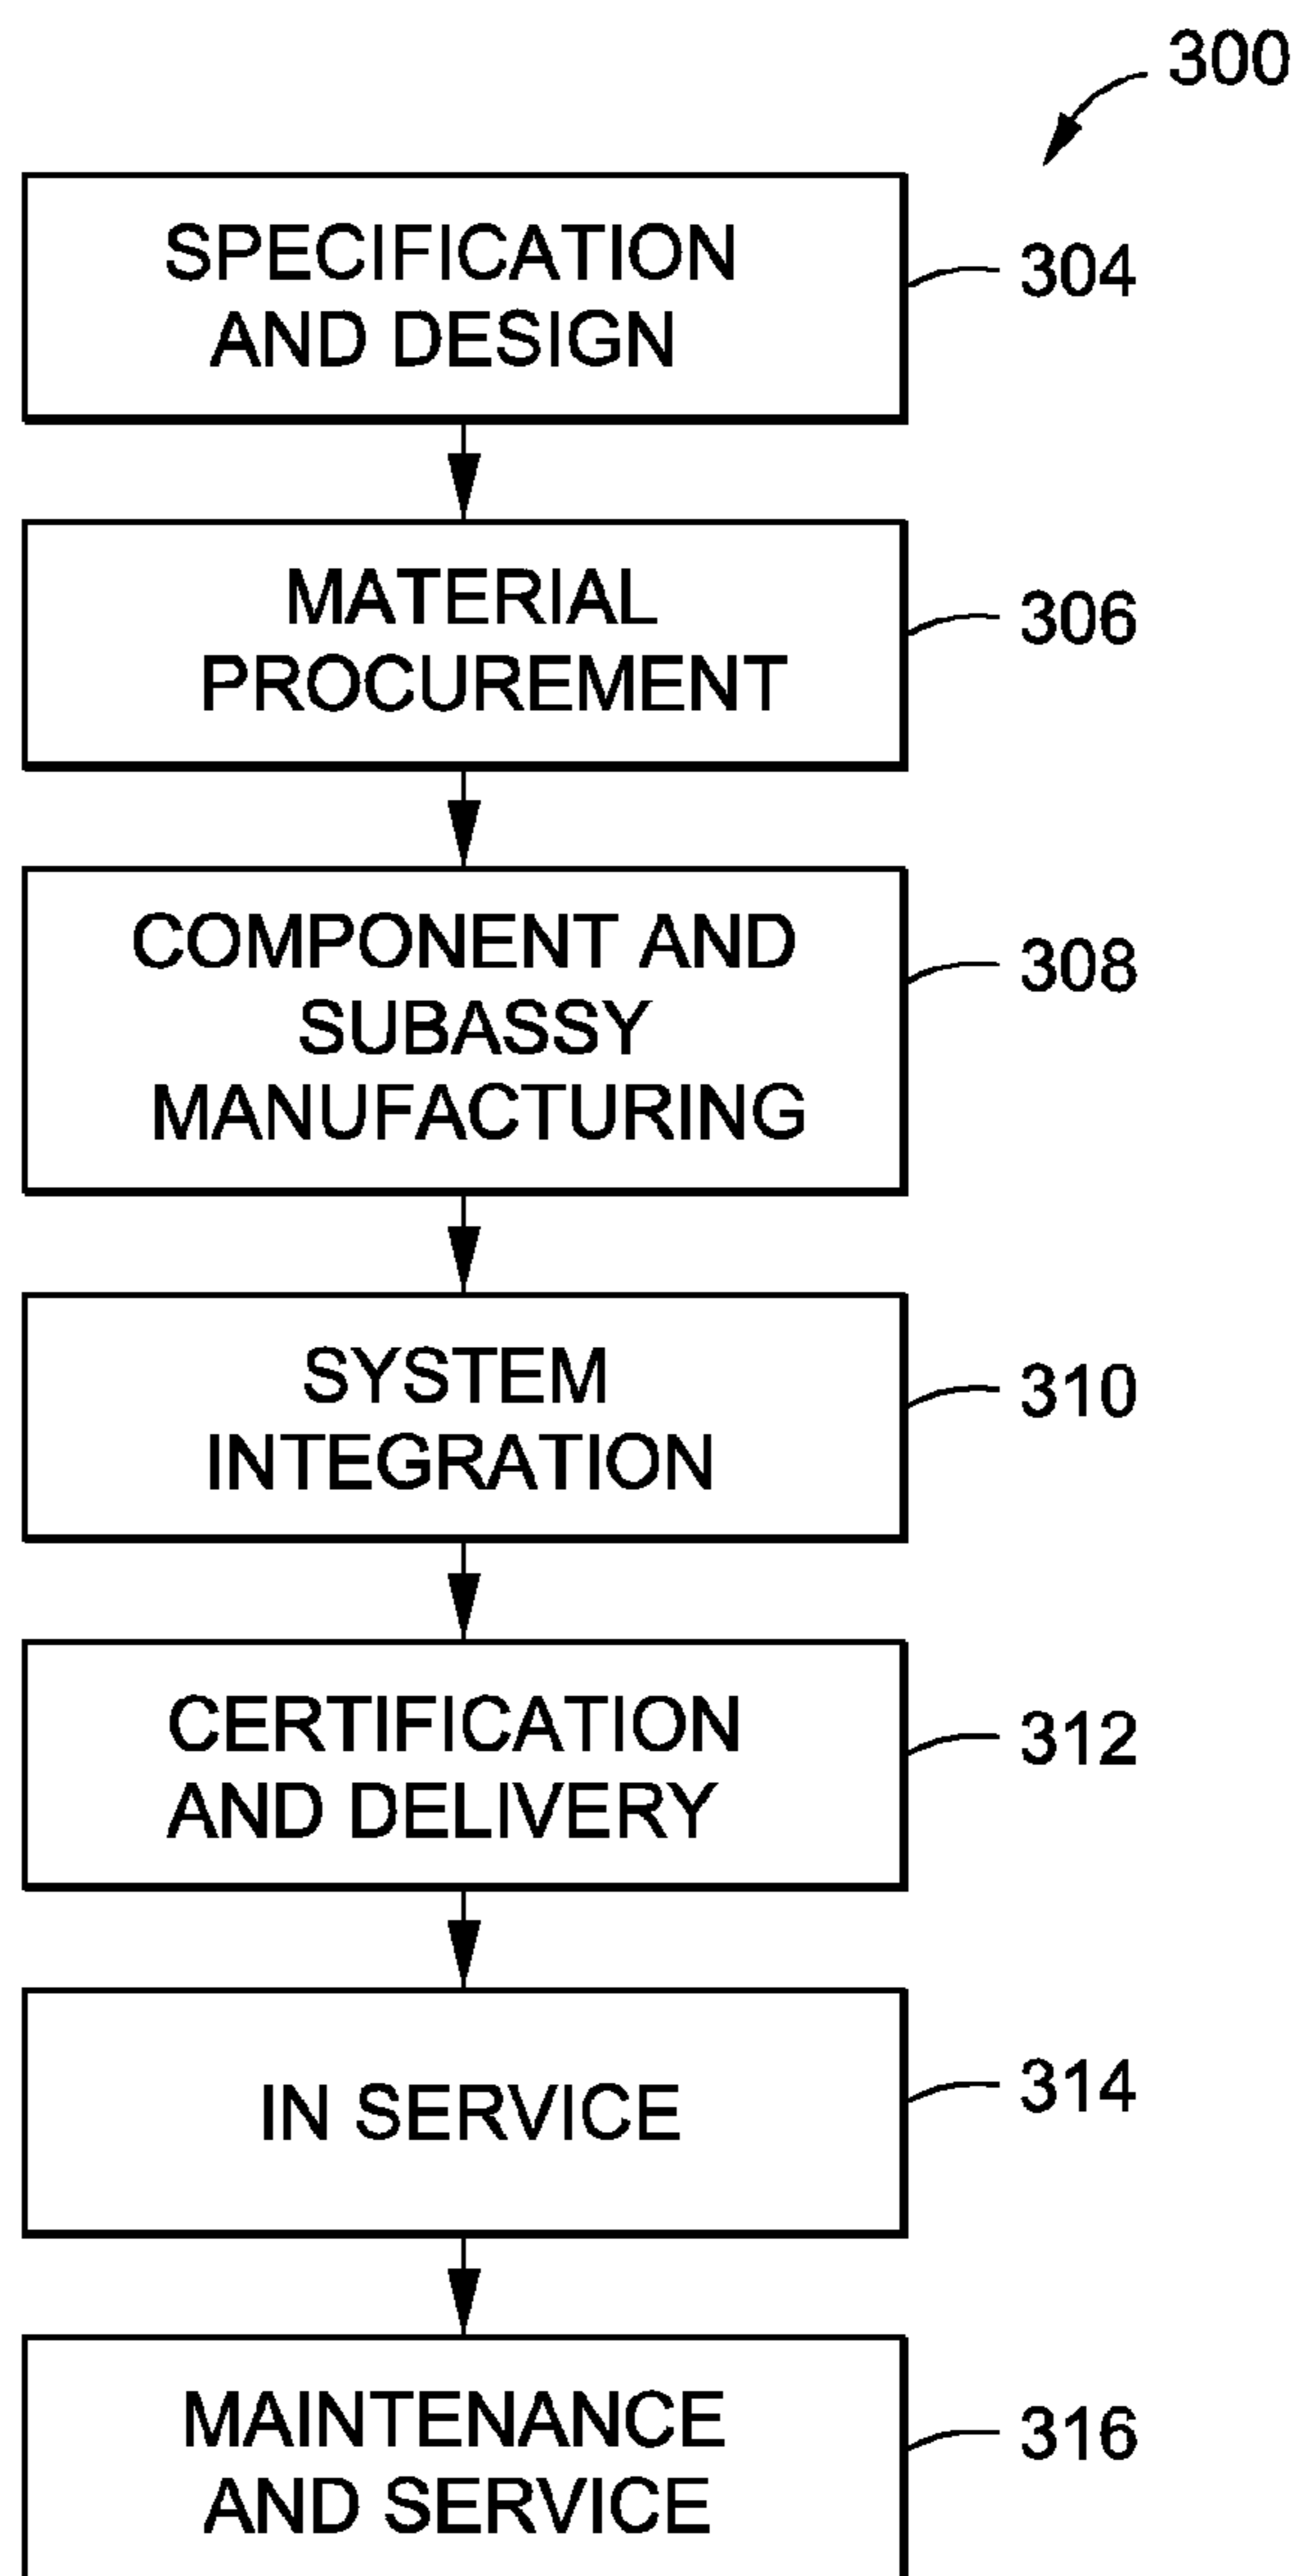 300
SPECIFICATION
AND DESIGN
304
MATERIAL
PROCUREMENT
306
COMPONENT AND
SUBASSY
MANUFACTURING
308
SYSTEM
INTEGRATION
310
CERTIFICATION
AND DELIVERY
312
IN SERVICE
314
MAINTENANCE
AND SERVICE
316